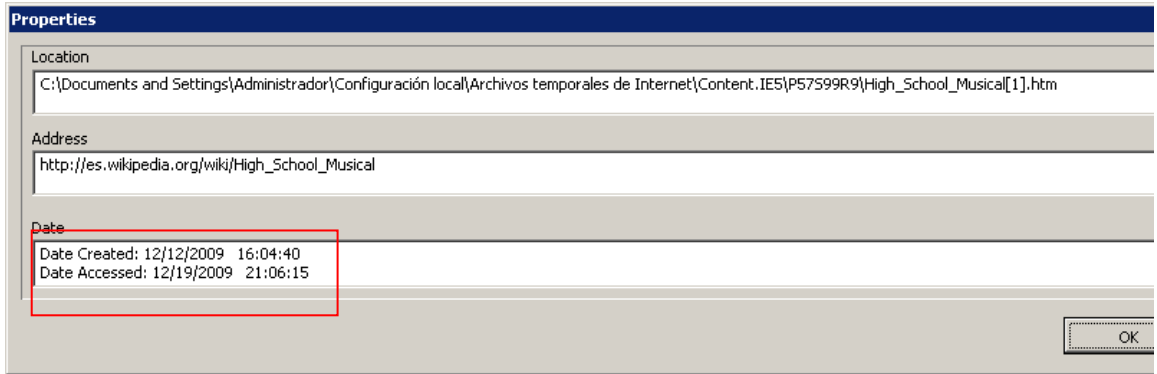 Properties
Location
C:\Documents and Settings\Administrador\Configuración local\Archivos temporales de Internet\Content.IE5\P57S99R9\High_School_Musical[1].htm
Address
http://es.wikipedia.org/wiki/High_School_Musical
Date
Date Created: 12/12/2009 16:04:40
Date Accessed: 12/19/2009 21:06:15
OK